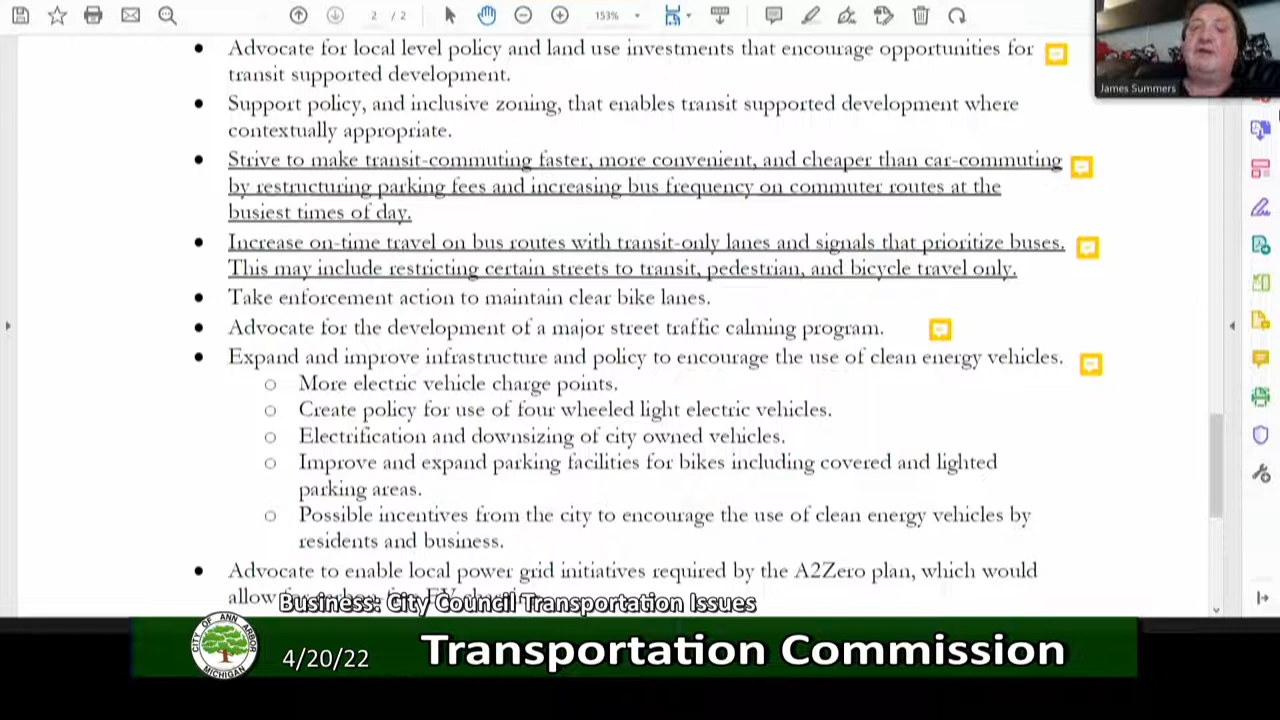 2 / 2
153%
James Summers
Advocate for local level policy and land use investments that encourage opportunities for
transit supported development.
Support policy, and inclusive zoning, that enables transit supported development where
contextually appropriate.
Strive to make transit-commuting faster, more convenient, and cheaper than car-commuting
by restructuring parking fees and increasing bus frequency on commuter routes at the
busiest times of day.
Increase on-time travel on bus routes with transit-only lanes and signals that prioritize buses.
This may include restricting certain streets to transit, pedestrian, and bicycle travel only.
Take enforcement action to maintain clear bike lanes.
Advocate for the development of a major street traffic calming program.
Expand and improve infrastructure and policy to encourage the use of clean energy vehicles.
More electric vehicle charge points.
Create policy for use of four wheeled light electric vehicles.
Electrification and downsizing of city owned vehicles.
Improve and expand parking facilities for bikes including covered and lighted
parking areas.
Possible incentives from the city to encourage the use of clean energy vehicles by
residents and business.
Advocate to enable local power grid initiatives required by the A2Zero plan, which would
allow
Business: City Council Transportation Issues
CITY OF ANN ARBOR
MICHIGAN
4/20/22
Transportation Commission